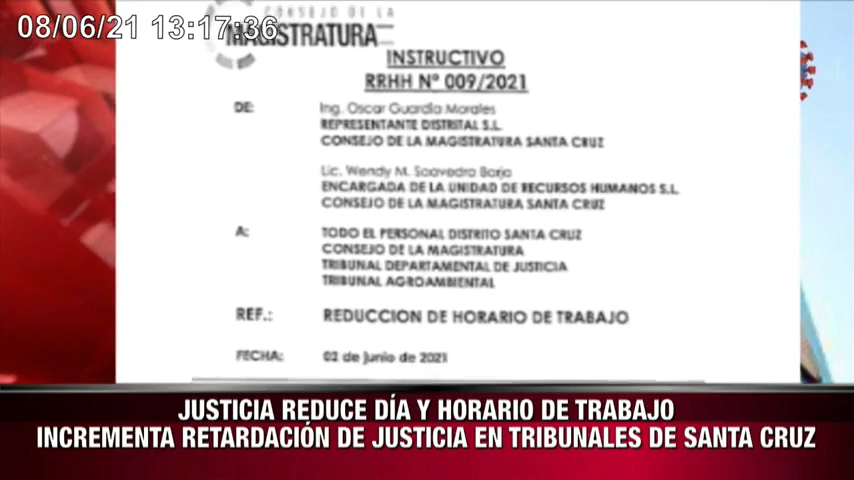 08/06/21 13:17:36
CONSEJO DE LA
MAGISTRATURA
INSTRUCTIVO
RRHH Nº 009/2021
DE:
Ing. Oscar Guardia Morales
REPRESENTANTE DISTRITAL S.L.
CONSEJO DE LA MAGISTRATURA SANTA CRUZ
Lic. Wendy M. Saavedra Borja
ENCARGADA DE LA UNIDAD DE RECURSOS HUMANOS S.L.
CONSEJO DE LA MAGISTRATURA SANTA CRUZ
A:
TODO EL PERSONAL DISTRITO SANTA CRUZ
CONSEJO DE LA MAGISTRATURA
TRIBUNAL DEPARTAMENTAL DE JUSTICIA
TRIBUNAL AGROAMBIENTAL
REF.: REDUCCION DE HORARIO DE TRABAJO
FECHA: 02 de junio de 2021
JUSTICIA REDUCE DÍA Y HORARIO DE TRABAJO
INCREMENTA RETARDACIÓN DE JUSTICIA EN TRIBUNALES DE SANTA CRUZ